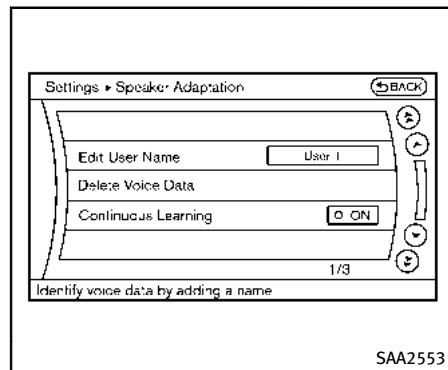 Settings ▸ Speaker Adaptation
BACK
Edit User Name
User 1
Delete Voice Data
Continuous Learning
ON
1/3
Identify voice data by adding a name
SAA2553